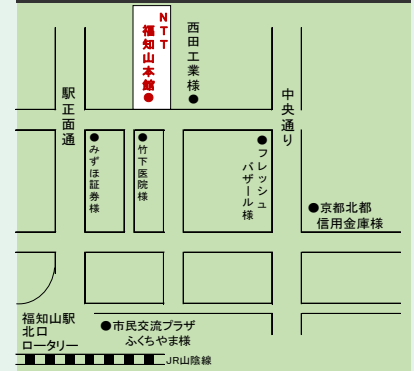 NTT
福知山本館●
西田工業様●
駅正面通
中央通り
●みずほ証券様
●竹下医院様
●フレッシュ
バザール様
●京都北都
信用金庫様
福知山駅
北口
ロータリー
●市民交流プラザ
ふくちやま様
JR山陰線